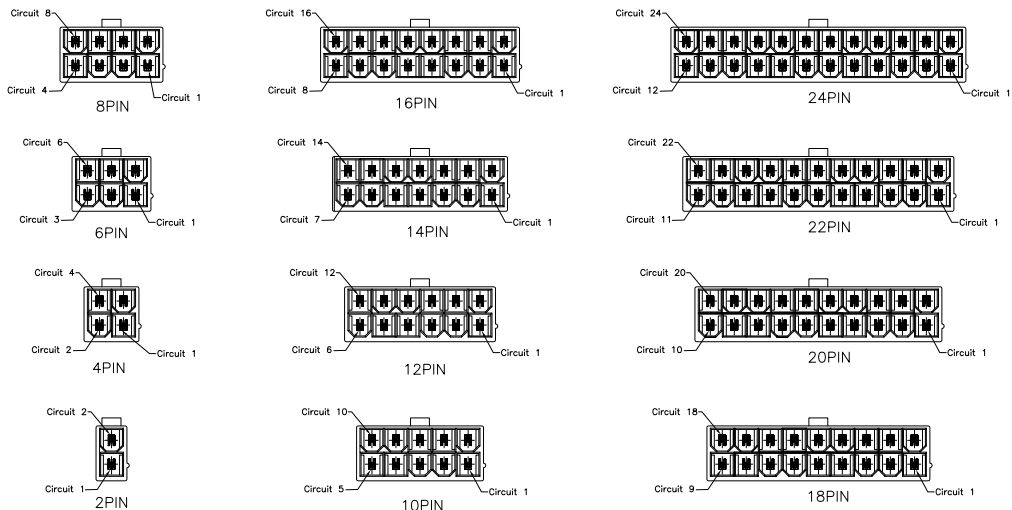 Circuit 8
Circuit 4
Circuit 1
8PIN
Circuit 16
Circuit 8
Circuit 1
16PIN
Circuit 24
Circuit 12
Circuit 1
24PIN
Circuit 6
Circuit 3
Circuit 1
6PIN
Circuit 14
Circuit 7
Circuit 1
14PIN
Circuit 22
Circuit 11
Circuit 1
22PIN
Circuit 4
Circuit 2
Circuit 1
4PIN
Circuit 12
Circuit 6
Circuit 1
12PIN
Circuit 20
Circuit 10
Circuit 1
20PIN
Circuit 2
Circuit 1
2PIN
Circuit 10
Circuit 5
Circuit 1
10PIN
Circuit 18
Circuit 9
Circuit 1
18PIN